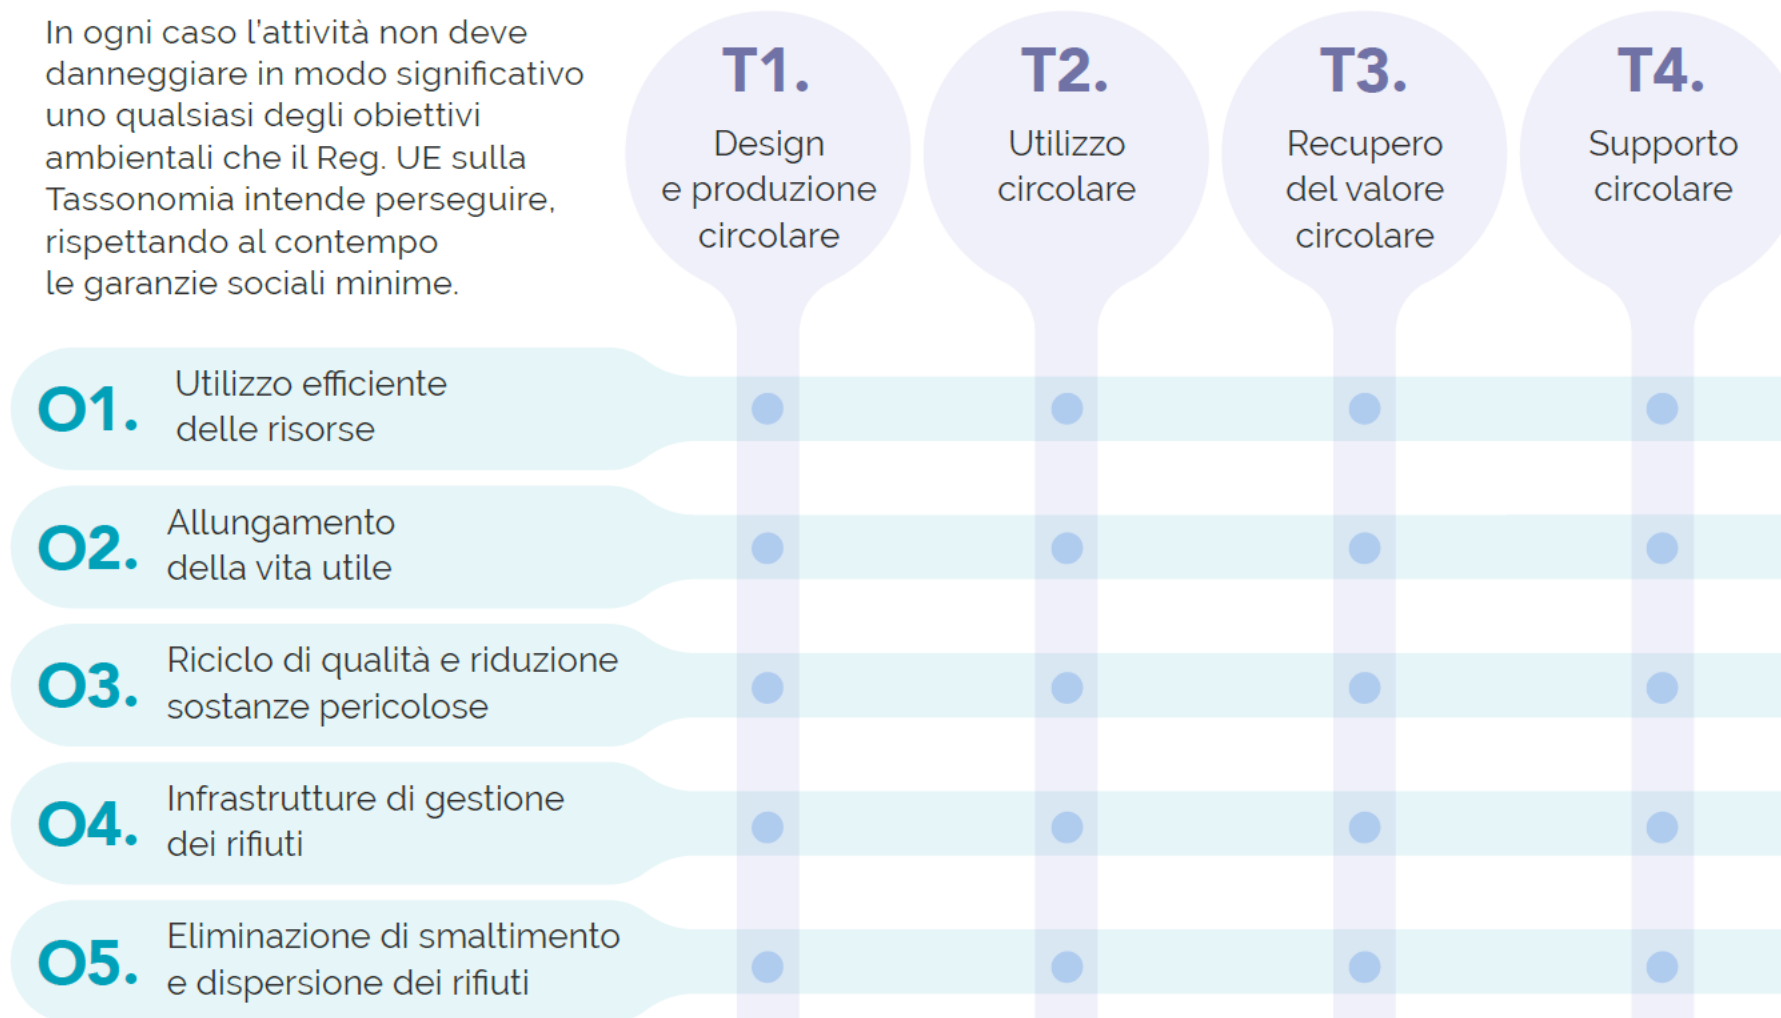 In ogni caso l'attività non deve
danneggiare in modo significativo
uno qualsiasi degli obiettivi
ambientali che il Reg. UE sulla
Tassonomia intende perseguire,
rispettando al contempo
le garanzie sociali minime.
T1.
Design
e produzione
circolare
T2.
Utilizzo
circolare
T3.
Recupero
del valore
circolare
T4.
Supporto
circolare
O1.
Utilizzo efficiente
delle risorse
O2.
Allungamento
della vita utile
O3.
Riciclo di qualità e riduzione
sostanze pericolose
O4.
Infrastrutture di gestione
dei rifiuti
O5.
Eliminazione di smaltimento
e dispersione dei rifiuti